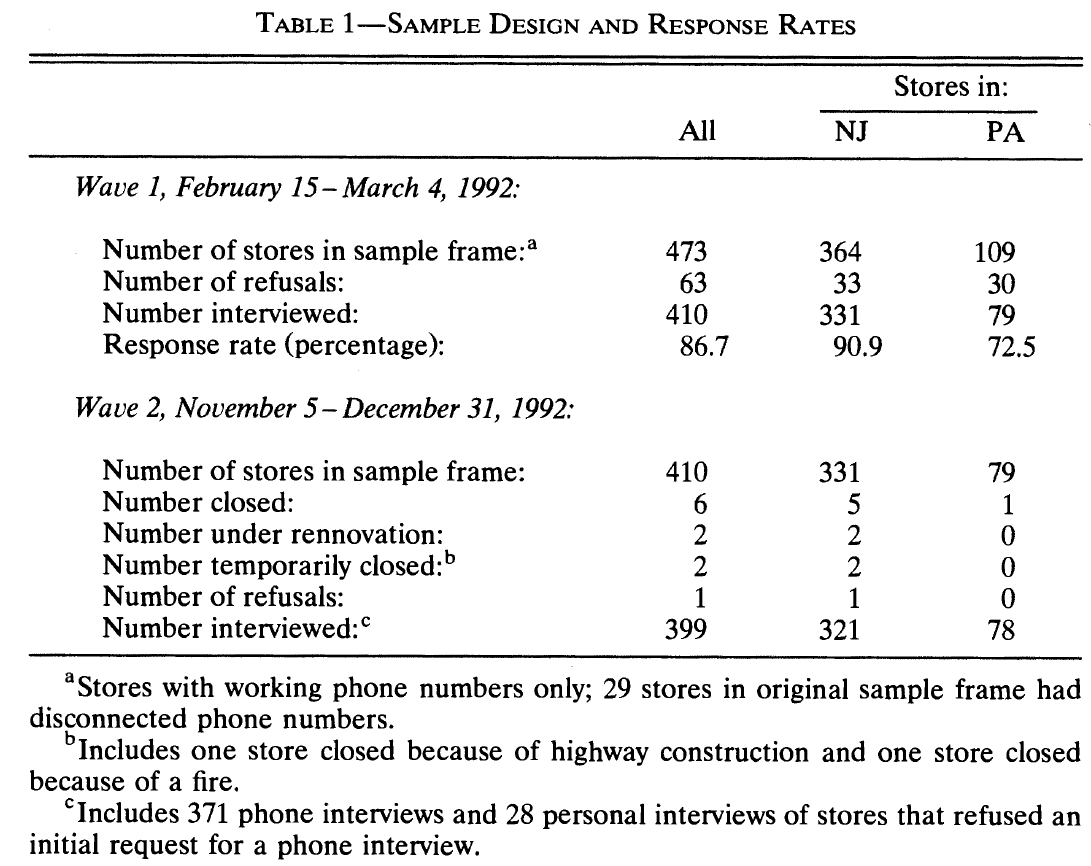 TABLE 1—SAMPLE DESIGN AND RESPONSE RATES
Stores in:
All NJ PA
Wave 1, February 15–March 4, 1992:
Number of stores in sample frame:ᵃ 473 364 109
Number of refusals: 63 33 30
Number interviewed: 410 331 79
Response rate (percentage): 86.7 90.9 72.5
Wave 2, November 5–December 31, 1992:
Number of stores in sample frame: 410 331 79
Number closed: 6 5 1
Number under rennovation: 2 2 0
Number temporarily closed:ᵇ 2 2 0
Number of refusals: 1 1 0
Number interviewed:ᶜ 399 321 78
ᵃStores with working phone numbers only; 29 stores in original sample frame had
disconnected phone numbers.
ᵇIncludes one store closed because of highway construction and one store closed
because of a fire.
ᶜIncludes 371 phone interviews and 28 personal interviews of stores that refused an
initial request for a phone interview.